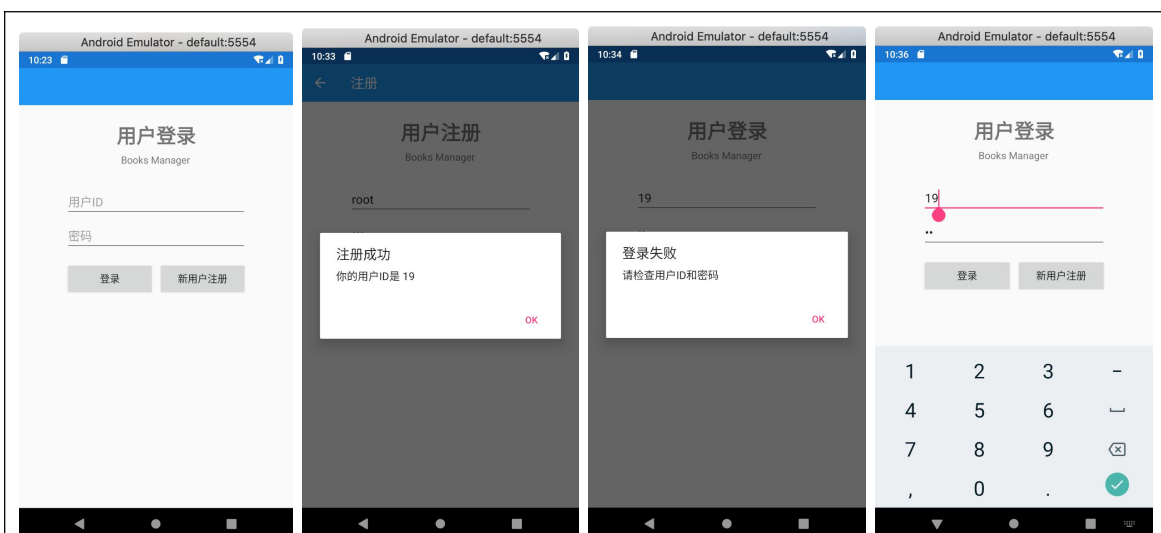 Android Emulator - default:5554
10:23
用户登录
Books Manager
用户ID
密码
登录 新用户注册
Android Emulator - default:5554
10:33
注册
用户注册
Books Manager
root
注册成功
你的用户ID是 19
OK
Android Emulator - default:5554
10:34
用户登录
Books Manager
19
登录失败
请检查用户ID和密码
OK
Android Emulator - default:5554
10:36
用户登录
Books Manager
19
••
登录 新用户注册
1 2 3 -
4 5 6
7 8 9
, 0 .